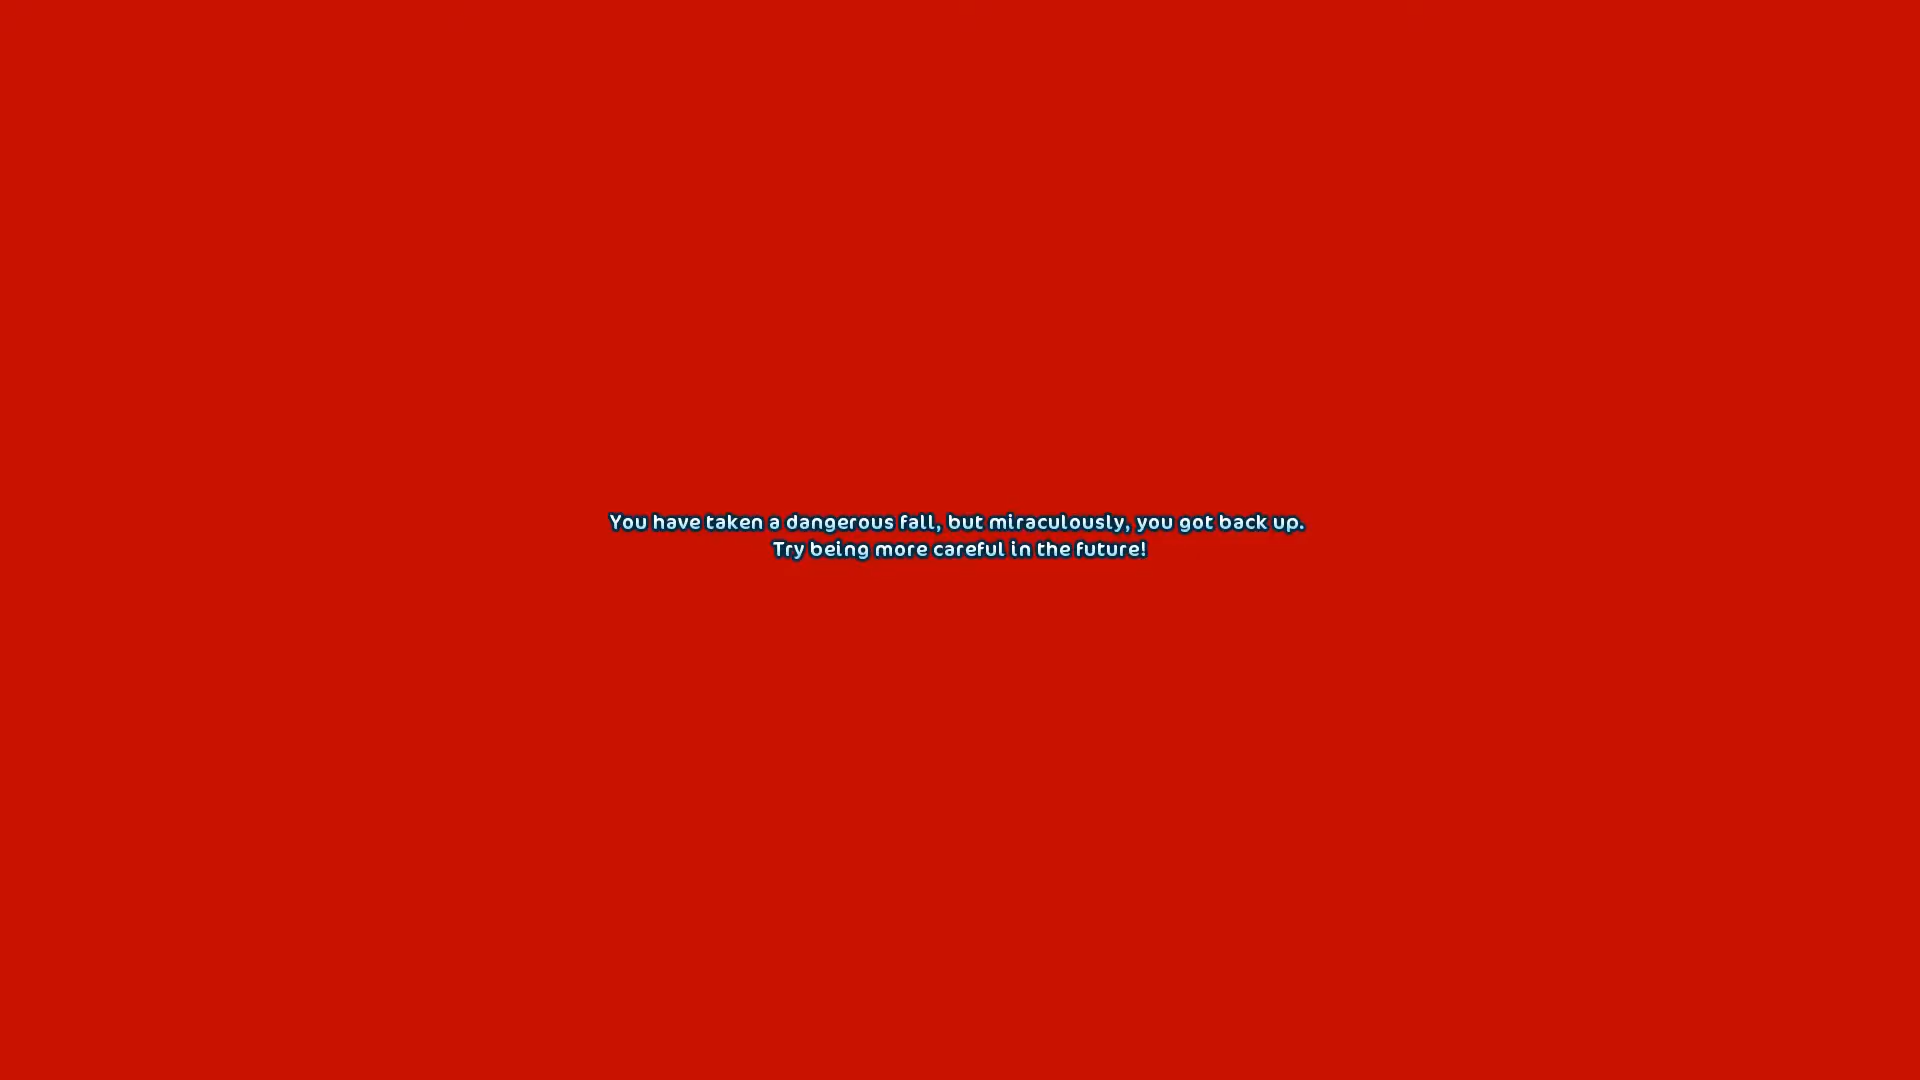 You have taken a dangerous fall, but miraculously, you got back up.
Try being more careful in the future!